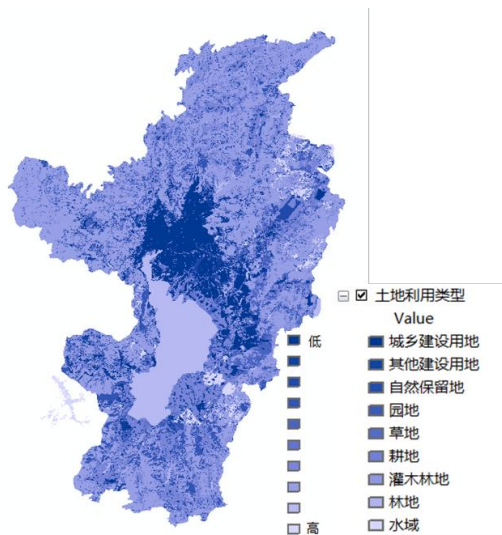 土地利用类型
Value
低
城乡建设用地
其他建设用地
自然保留地
园地
草地
耕地
灌木林地
林地
高
水域